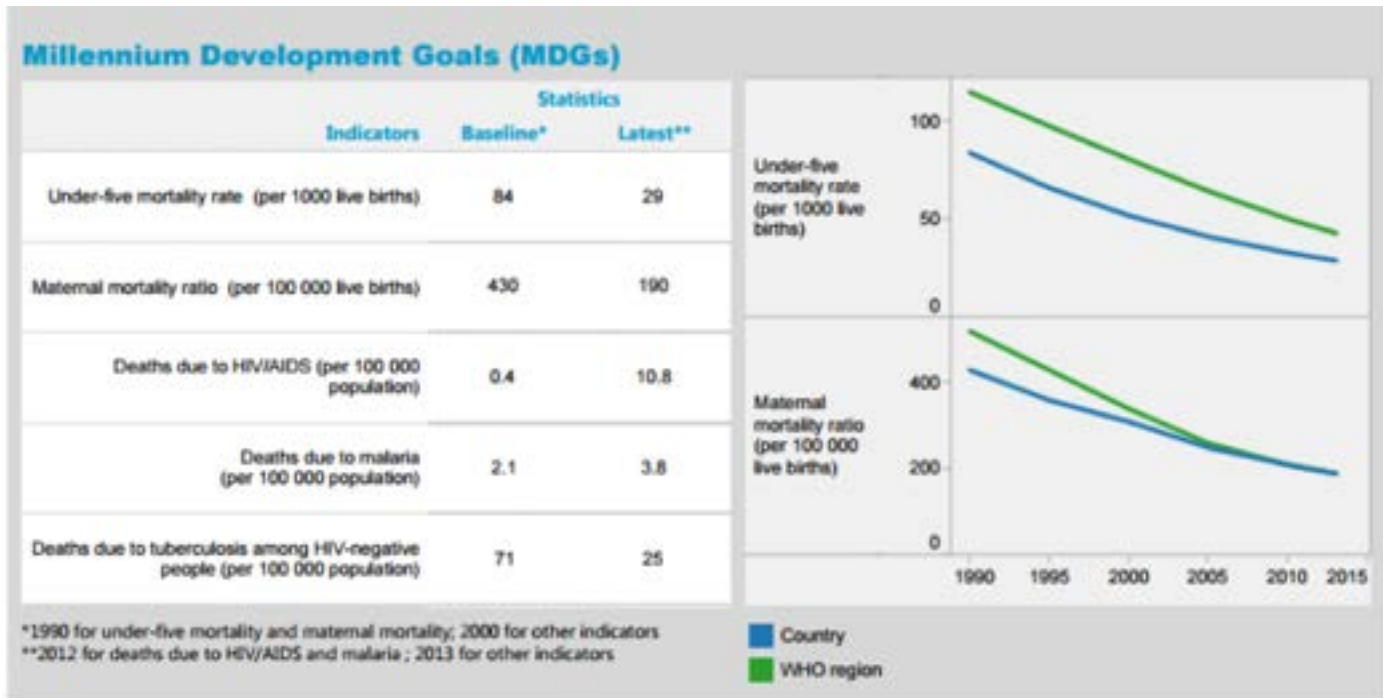 Millennium Development Goals (MDGs)
Statistics
Indicators Baseline* Latest**
Under-five mortality rate (per 1000 live births) 84 29
Maternal mortality ratio (per 100 000 live births) 430 190
Deaths due to HIV/AIDS (per 100 000
population) 0.4 10.8
Deaths due to malaria
(per 100 000 population) 2.1 3.8
Deaths due to tuberculosis among HIV-negative
people (per 100 000 population) 71 25
*1990 for under-five mortality and maternal mortality; 2000 for other indicators
**2012 for deaths due to HIV/AIDS and malaria ; 2013 for other indicators
Under-five
mortality rate
(per 1000 live
births)
100
50
0
Maternal
mortality ratio
(per 100 000
live births)
400
200
0
1990 1995 2000 2005 2010 2015
Country
WHO region